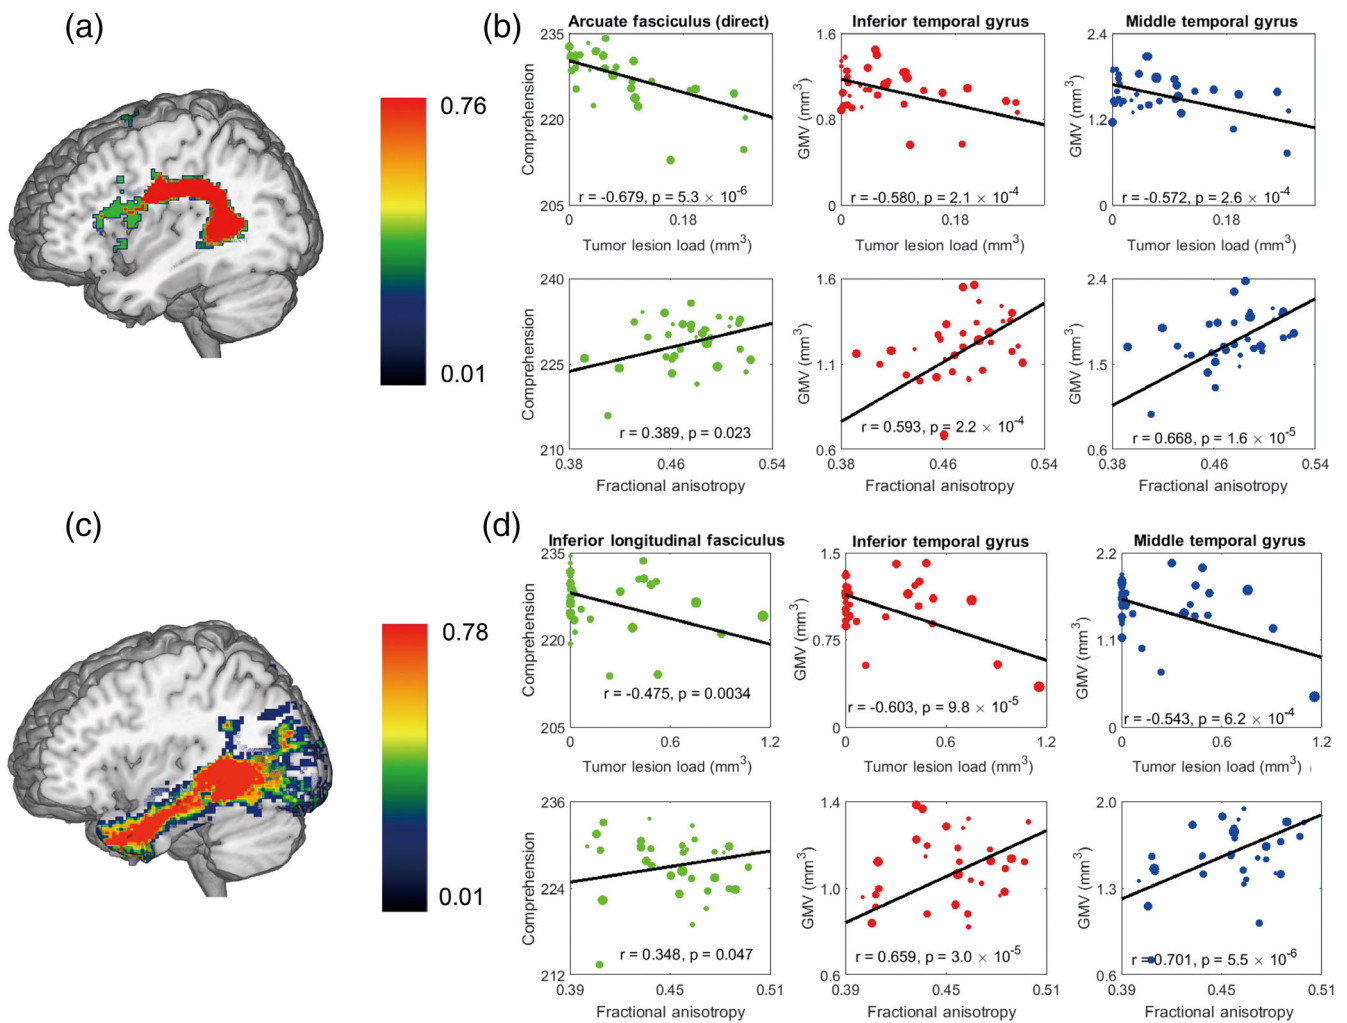 (a)
0.76
0.01
(b)
Arcuate fasciculus (direct)
Inferior temporal gyrus
Middle temporal gyrus
235
220
205
Comprehension
r = -0.679, p = 5.3 × 10-6
0
0.18
Tumor lesion load (mm3)
1.6
0.8
0
GMV (mm3)
r = -0.580, p = 2.1 × 10-4
0
0.18
Tumor lesion load (mm3)
2.4
1.2
0
GMV (mm3)
r = -0.572, p = 2.6 × 10-4
0
0.18
Tumor lesion load (mm3)
240
225
210
Comprehension
r = 0.389, p = 0.023
0.38
0.46
0.54
Fractional anisotropy
1.6
1.1
0.6
GMV (mm3)
r = 0.593, p = 2.2 × 10-4
0.38
0.46
0.54
Fractional anisotropy
2.4
1.5
0.6
GMV (mm3)
r = 0.668, p = 1.6 × 10-5
0.38
0.46
0.54
Fractional anisotropy
(c)
0.78
0.01
(d)
Inferior longitudinal fasciculus
Inferior temporal gyrus
Middle temporal gyrus
235
220
205
Comprehension
r = -0.475, p = 0.0034
0
0.6
1.2
Tumor lesion load (mm3)
1.5
0.75
0
GMV (mm3)
r = -0.603, p = 9.8 × 10-5
0
0.6
1.2
Tumor lesion load (mm3)
2.2
1.1
0
GMV (mm3)
r = -0.543, p = 6.2 × 10-4
0
0.6
1.2
Tumor lesion load (mm3)
236
224
212
Comprehension
r = 0.348, p = 0.047
0.39
0.45
0.51
Fractional anisotropy
1.4
1.0
0.6
GMV (mm3)
r = 0.659, p = 3.0 × 10-5
0.39
0.45
0.51
Fractional anisotropy
2.0
1.3
0.6
GMV (mm3)
r = 0.701, p = 5.5 × 10-6
0.39
0.45
0.51
Fractional anisotropy